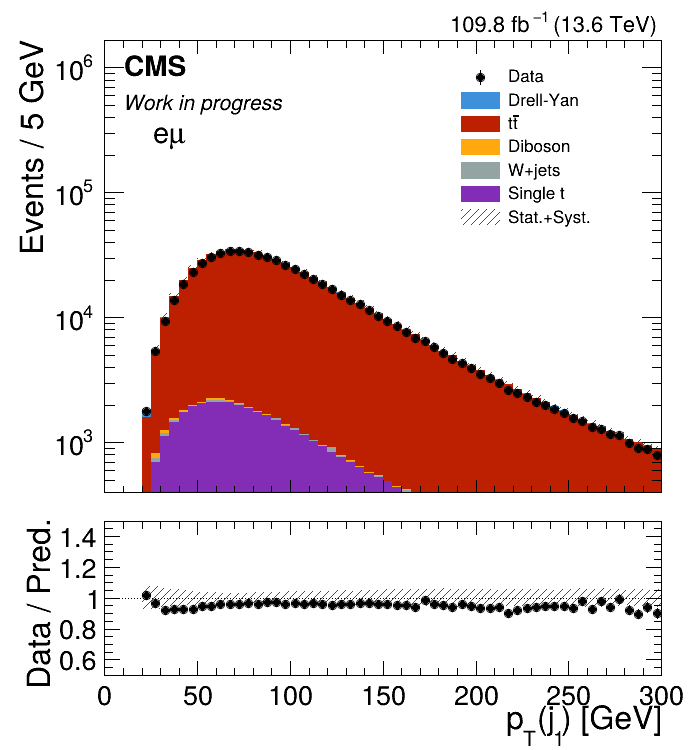 109.8 fb⁻¹ (13.6 TeV)
CMS
Work in progress
eμ
Data
Drell-Yan
tt̅
Diboson
W+jets
Single t
Stat.+Syst.
Events / 5 GeV
10⁶
10⁵
10⁴
10³
Data / Pred.
1.4
1.2
1
0.8
0.6
0 50 100 150 200 250 300
p_T(j_1) [GeV]